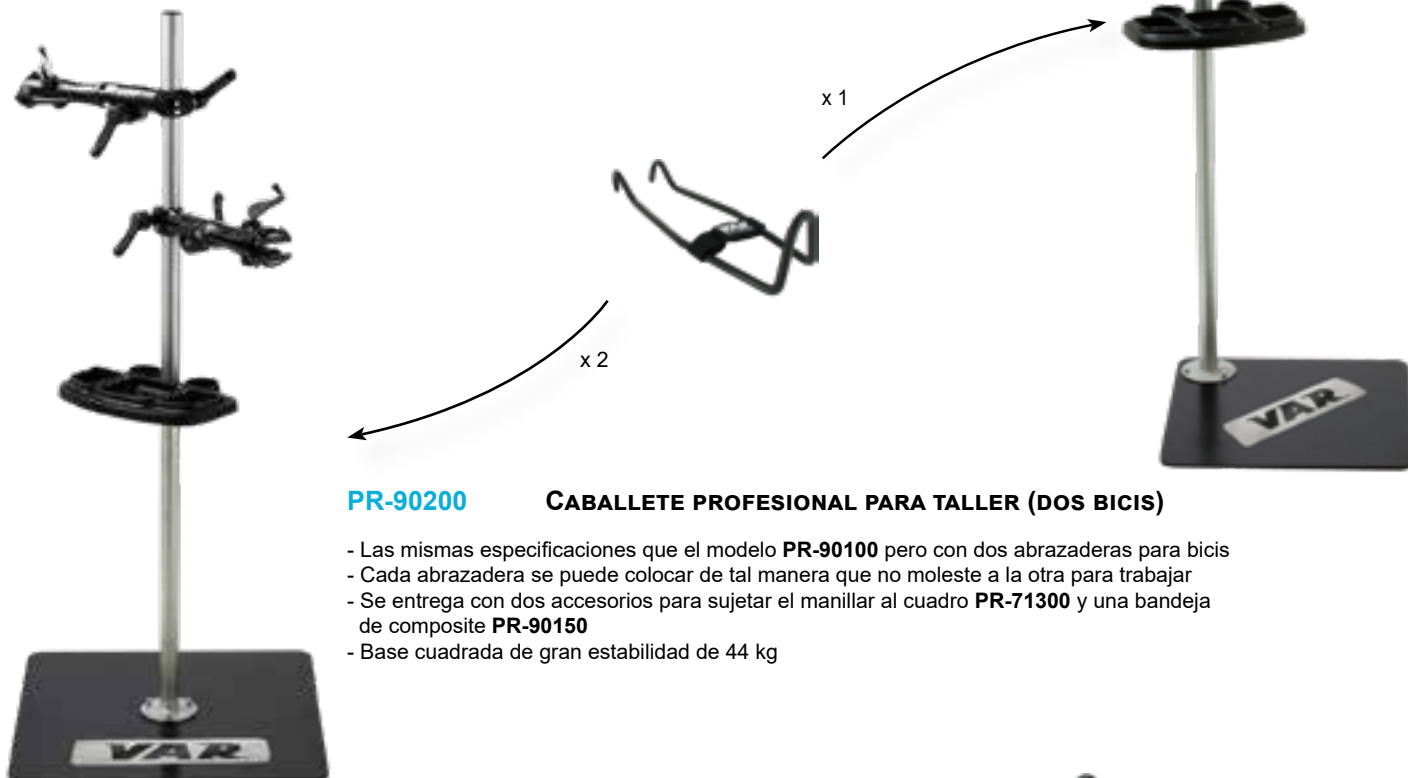 x 1
x 2
VAR
PR-90200 CABALLETE PROFESIONAL PARA TALLER (DOS BICIS)
- Las mismas especificaciones que el modelo PR-90100 pero con dos abrazaderas para bicis
- Cada abrazadera se puede colocar de tal manera que no moleste a la otra para trabajar
- Se entrega con dos accesorios para sujetar el manillar al cuadro PR-71300 y una bandeja
de composite PR-90150
- Base cuadrada de gran estabilidad de 44 kg
VAR